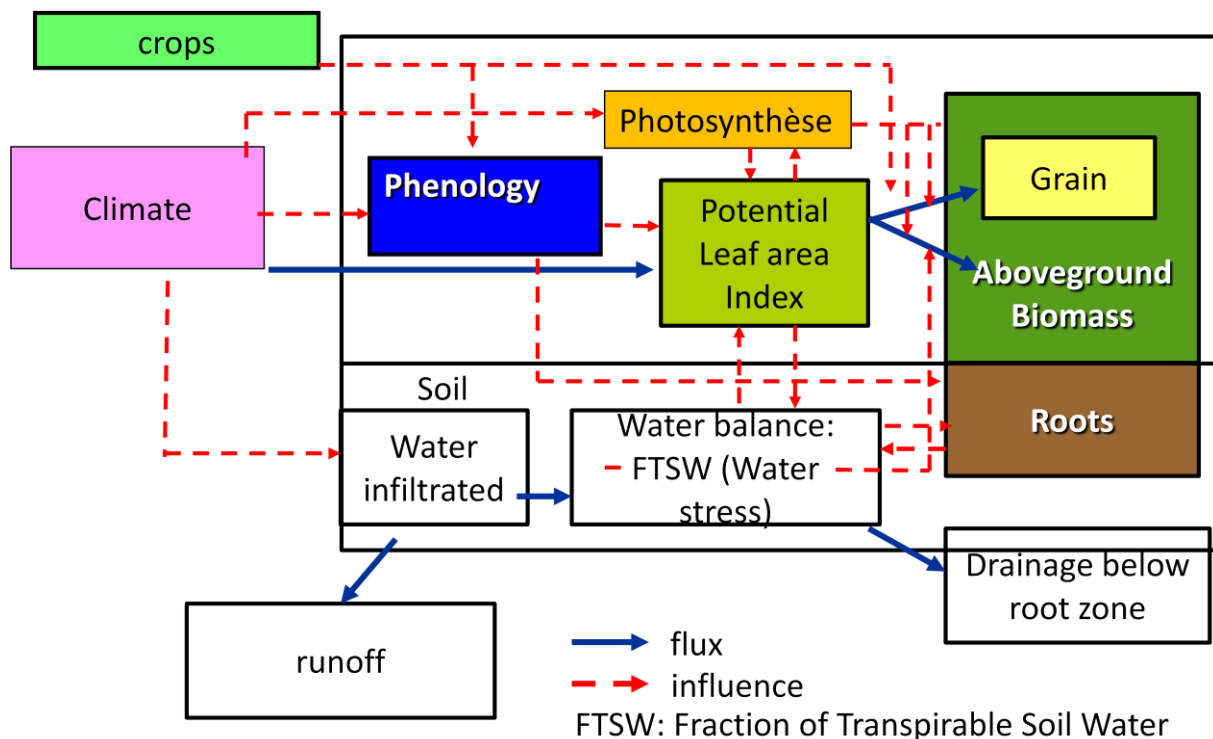 crops
Photosynthèse
Climate
Phenology
Potential
Leaf area
Index
Grain
Aboveground
Biomass
Soil
Roots
Water
infiltrated
Water balance:
FTSW (Water
stress)
Drainage below
root zone
runoff
flux
influence
FTSW: Fraction of Transpirable Soil Water